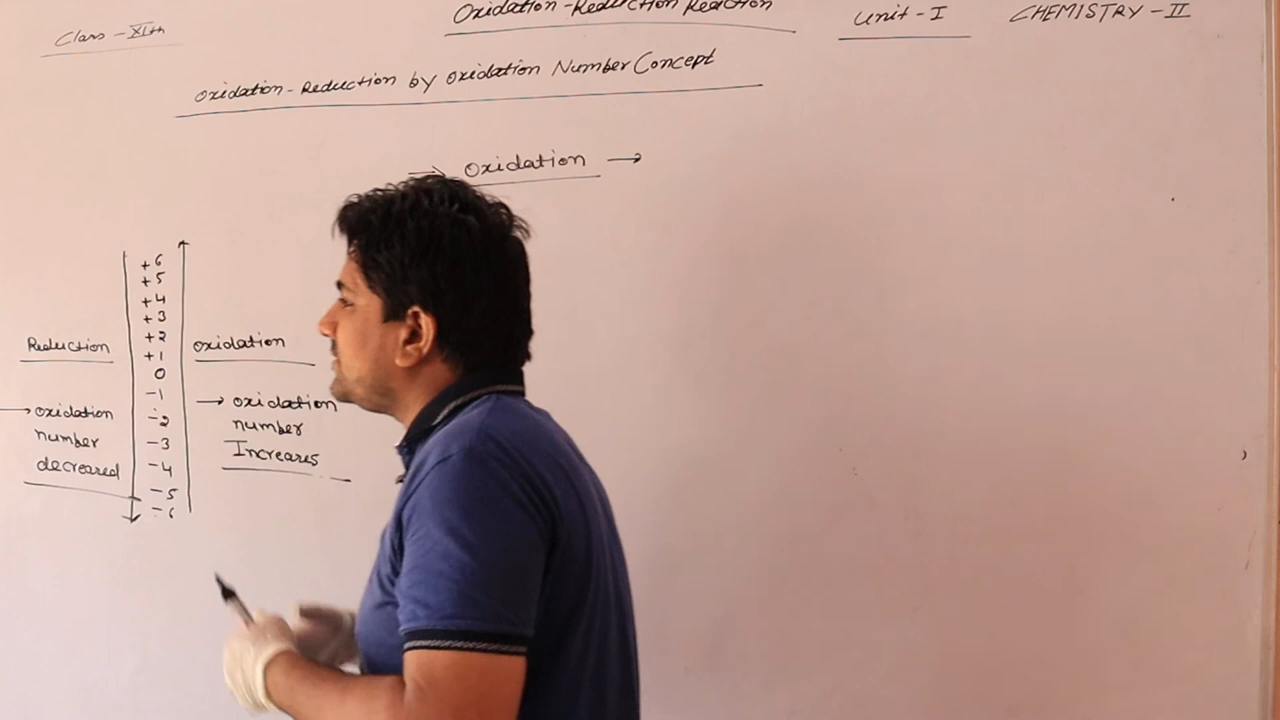 Class - XIth
Oxidation - Reduction Reaction
Unit - I
CHEMISTRY - II
Oxidation - Reduction by Oxidation Number Concept
⇒ Oxidation →
+6
+5
+4
+3
+2
+1
0
-1
-2
-3
-4
-5
-6
Reduction
→ oxidation
number
decreased
oxidation
→ oxidation
number
Increases